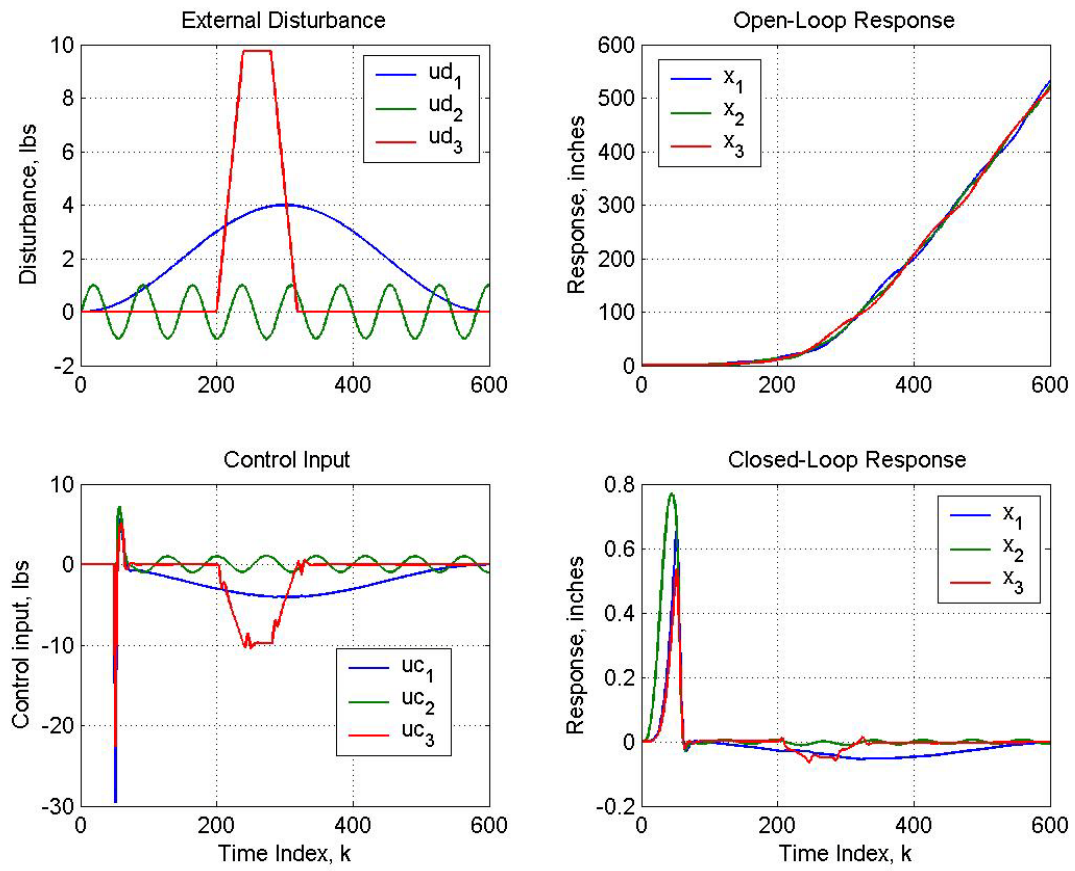 External Disturbance
10
8
6
4
2
0
-2
0
200
400
600
Disturbance, lbs
ud1
ud2
ud3
Open-Loop Response
600
500
400
300
200
100
0
0
200
400
600
Response, inches
x1
x2
x3
Control Input
10
0
-10
-20
-30
0
200
400
600
Control input, lbs
Time Index, k
uc1
uc2
uc3
Closed-Loop Response
0.8
0.6
0.4
0.2
0
-0.2
0
200
400
600
Response, inches
Time Index, k
x1
x2
x3